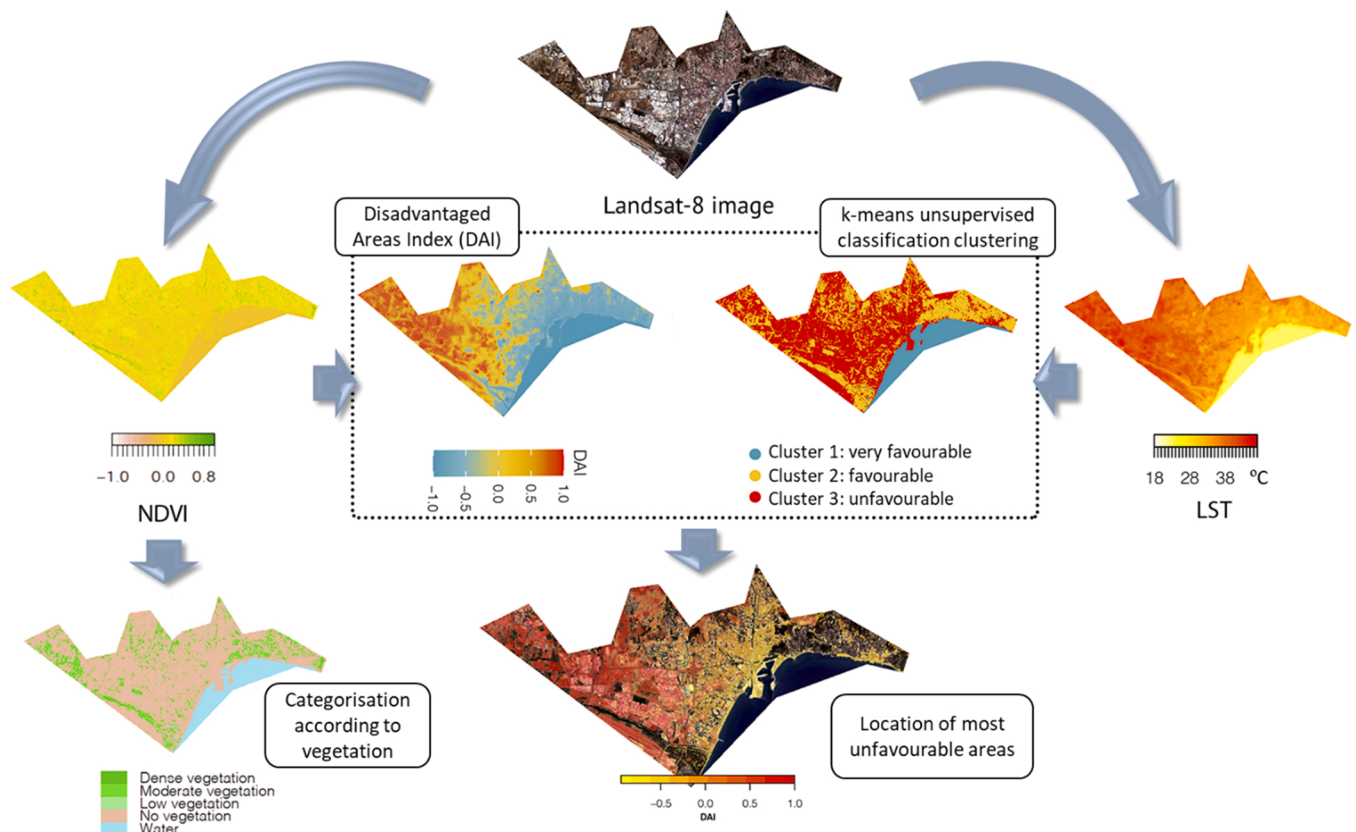 Landsat-8 image
Disadvantaged
Areas Index (DAI)
k-means unsupervised
classification clustering
-1.0 0.0 0.8
NDVI
DAI
-1.0 -0.5 0.0 0.5 1.0
Cluster 1: very favourable
Cluster 2: favourable
Cluster 3: unfavourable
18 28 38 ºC
LST
Categorisation
according to
vegetation
Dense vegetation
Moderate vegetation
Low vegetation
No vegetation
Water
Location of most
unfavourable areas
-0.5 0.0 0.5 1.0
DAI